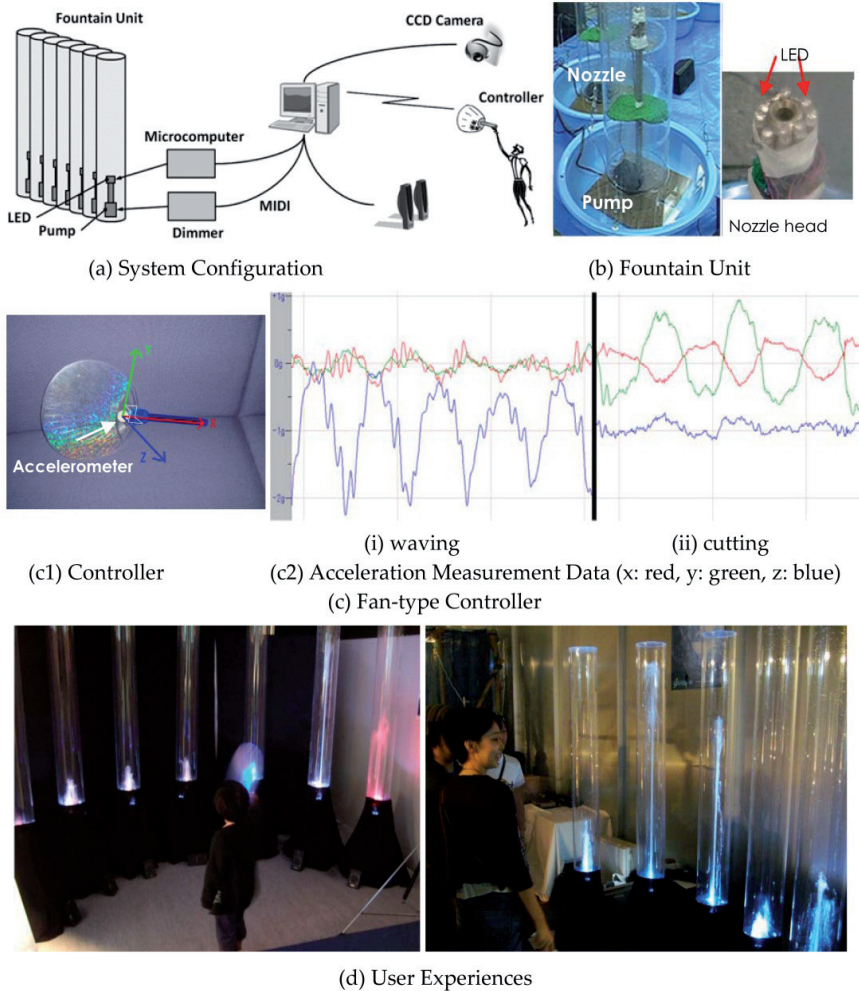 Fountain Unit
CCD Camera
Controller
Microcomputer
LED
Pump
Dimmer
MIDI
(a) System Configuration
Nozzle
Pump
LED
Nozzle head
(b) Fountain Unit
Y
X
Z
Accelerometer
(c1) Controller
+1g
0g
-1g
-2g
(i) waving
(ii) cutting
(c2) Acceleration Measurement Data (x: red, y: green, z: blue)
(c) Fan-type Controller
(d) User Experiences